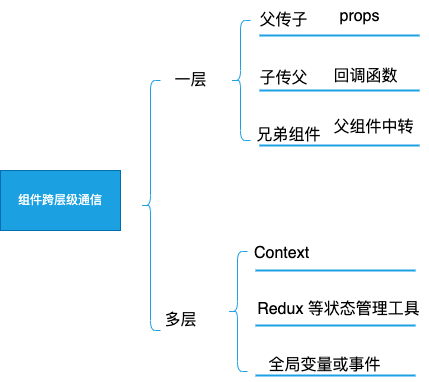 组件跨层级通信
一层
父传子 props
子传父 回调函数
兄弟组件 父组件中转
多层
Context
Redux 等状态管理工具
全局变量或事件